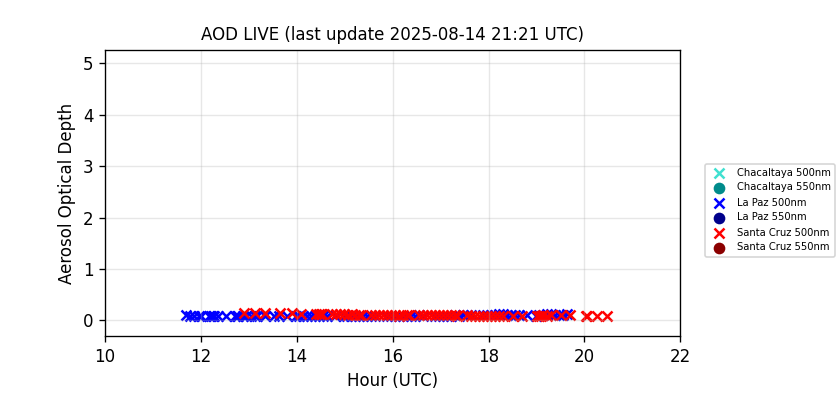 AOD LIVE (last update 2025-08-14 21:21 UTC)
5
4
3
2
1
0
Aerosol Optical Depth
10 12 14 16 18 20 22
Hour (UTC)
Chacaltaya 500nm
Chacaltaya 550nm
La Paz 500nm
La Paz 550nm
Santa Cruz 500nm
Santa Cruz 550nm